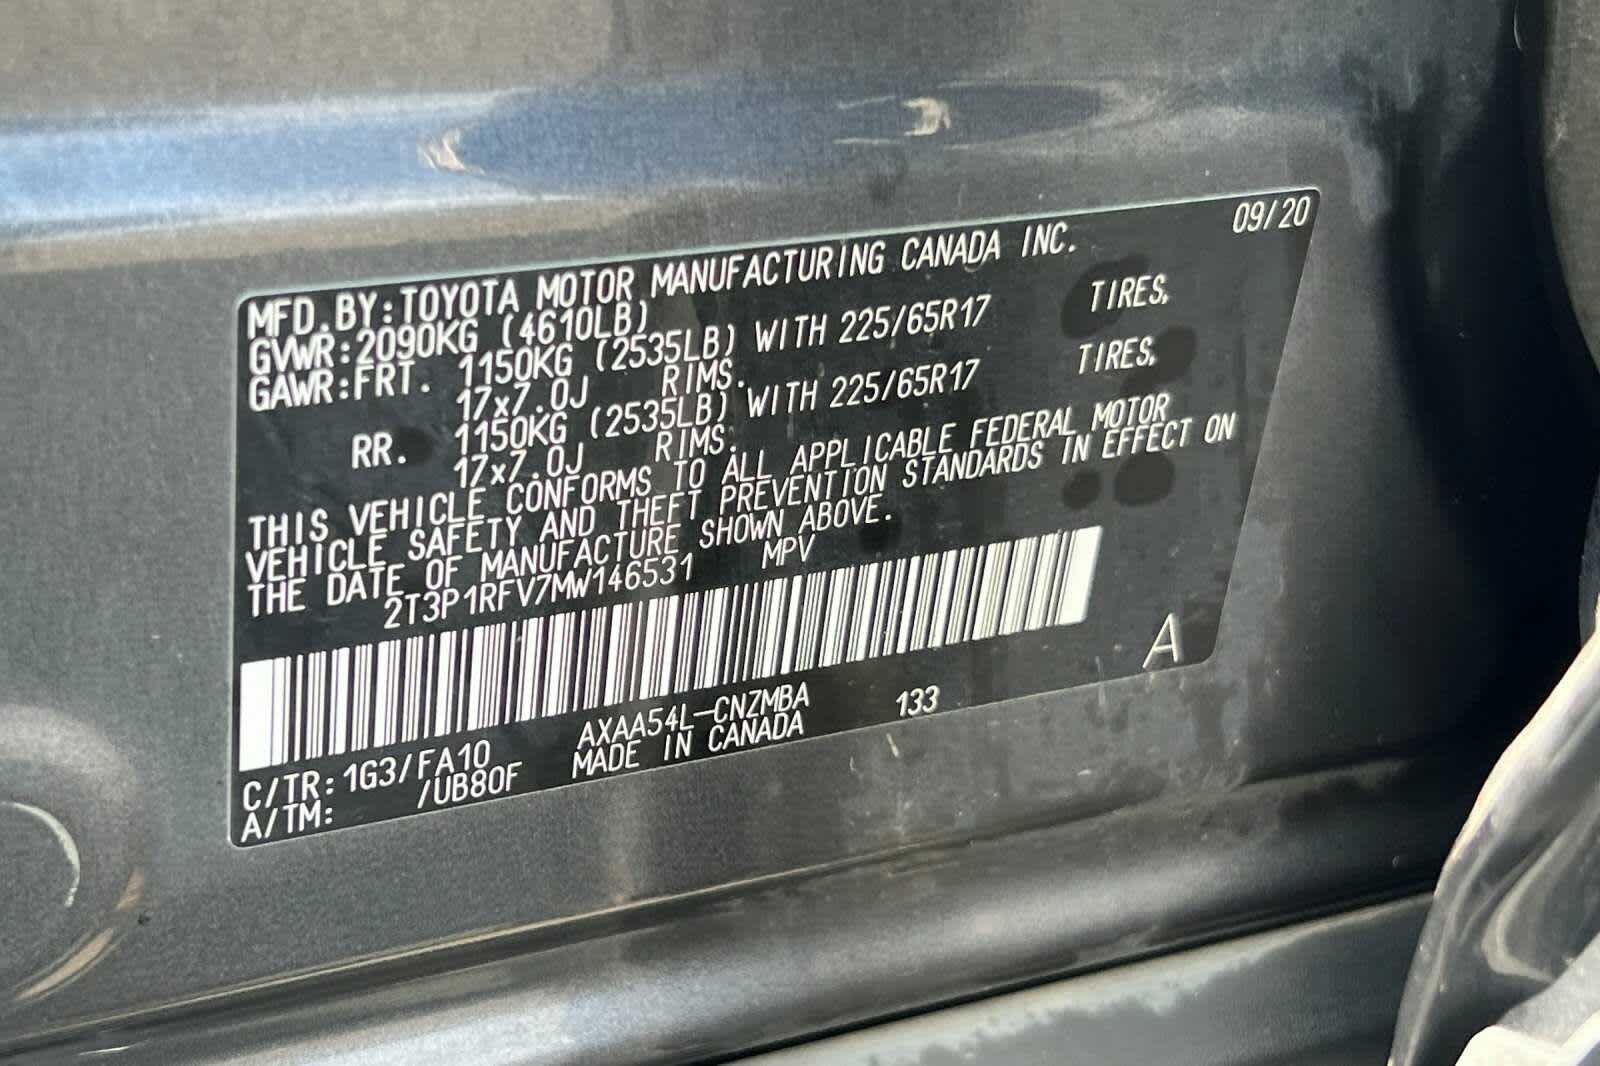 09/20
MFD.BY:TOYOTA MOTOR MANUFACTURING CANADA INC.
GVWR:2090KG (4610LB)
GAWR:FRT. 1150KG (2535LB) WITH 225/65R17 TIRES,
17x7.0J RIMS.
RR. 1150KG (2535LB) WITH 225/65R17 TIRES,
17x7.0J RIMS.
THIS VEHICLE CONFORMS TO ALL APPLICABLE FEDERAL MOTOR
VEHICLE SAFETY AND THEFT PREVENTION STANDARDS IN EFFECT ON
THE DATE OF MANUFACTURE SHOWN ABOVE.
2T3P1RFV7MW146531 MPV
A
C/TR:1G3/FA10 AXAA54L-CNZMBA 133
A/TM: /UB80F MADE IN CANADA